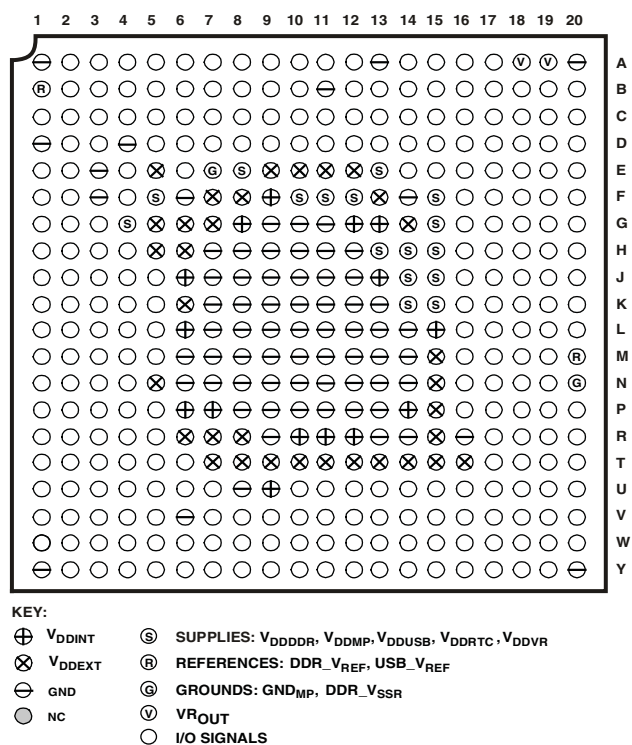 1 2 3 4 5 6 7 8 9 10 11 12 13 14 15 16 17 18 19 20
V V A
R B
C
D
G S S E
S S S S S F
S S G
S S S H
S S J
S S K
L
R M
G N
P
R
T
U
V
W
Y
KEY:
VDDINT S SUPPLIES: VDDDDR, VDDMP, VDDUSB, VDDRTC, VDDVR
VDDEXT R REFERENCES: DDR_VREF, USB_VREF
GND G GROUNDS: GNDMP, DDR_VSSR
NC V VROUT
I/O SIGNALS